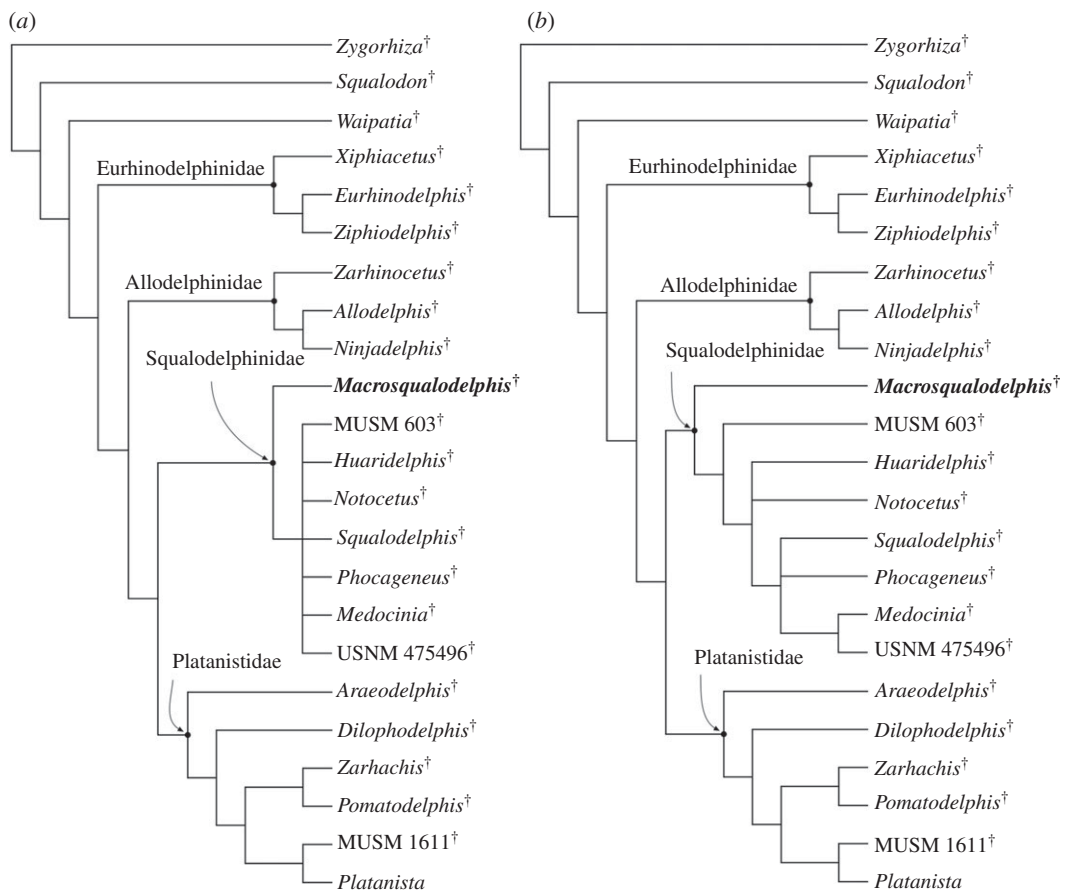 (a)
Zygorhiza†
Squalodon†
Waipatia†
Xiphiacetus†
Eurhinodelphinidae
Eurhinodelphis†
Ziphiodelphis†
Zarhinocetus†
Allodelphinidae
Allodelphis†
Ninjadelphis†
Squalodelphinidae
Macrosqualodelphis†
MUSM 603†
Huaridelphis†
Notocetus†
Squalodelphis†
Phocageneus†
Medocinia†
USNM 475496†
Platanistidae
Araeodelphis†
Dilophodelphis†
Zarhachis†
Pomatodelphis†
MUSM 1611†
Platanista
(b)
Zygorhiza†
Squalodon†
Waipatia†
Xiphiacetus†
Eurhinodelphinidae
Eurhinodelphis†
Ziphiodelphis†
Zarhinocetus†
Allodelphinidae
Allodelphis†
Ninjadelphis†
Squalodelphinidae
Macrosqualodelphis†
MUSM 603†
Huaridelphis†
Notocetus†
Squalodelphis†
Phocageneus†
Medocinia†
USNM 475496†
Platanistidae
Araeodelphis†
Dilophodelphis†
Zarhachis†
Pomatodelphis†
MUSM 1611†
Platanista